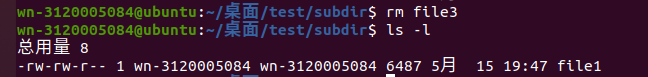 wn-3120005084@ubuntu:~/桌面/test/subdir$ rm file3
wn-3120005084@ubuntu:~/桌面/test/subdir$ ls -l
总用量 8
-rw-rw-r-- 1 wn-3120005084 wn-3120005084 6487 5月  15 19:47 file1